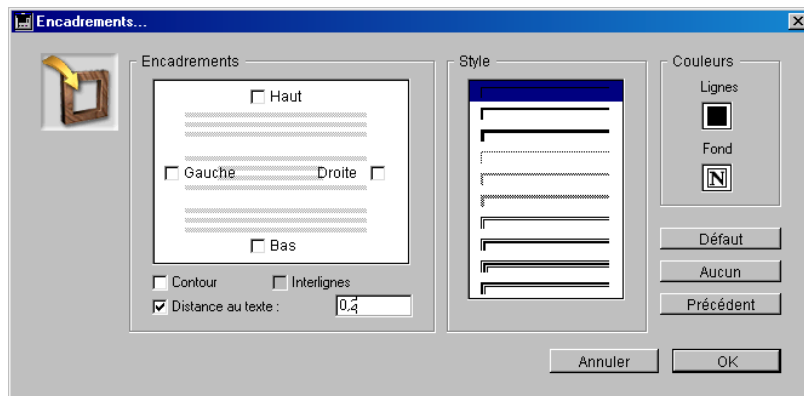 Encadrements...
Encadrements
Haut
Gauche
Droite
Bas
Contour
Interlignes
Distance au texte :
0,2
Style
Couleurs
Lignes
Fond
N
Défaut
Aucun
Précédent
Annuler
OK